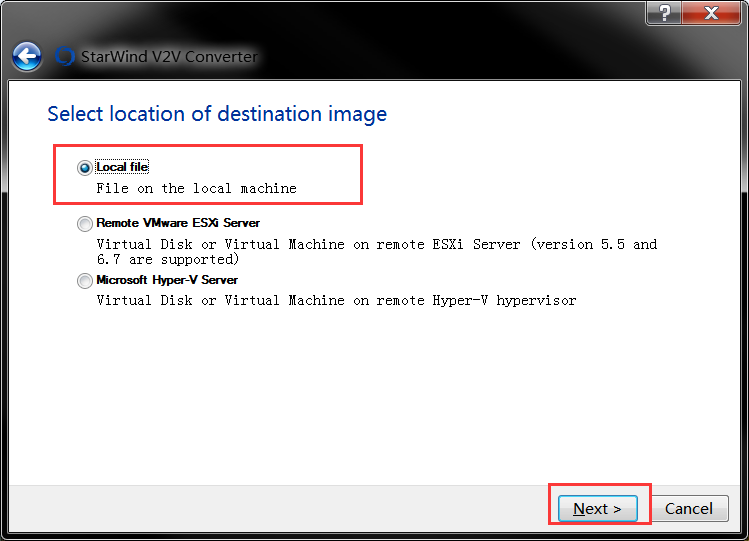 ?
StarWind V2V Converter
Select location of destination image
Local file
File on the local machine
Remote VMware ESXi Server
Virtual Disk or Virtual Machine on remote ESXi Server (version 5.5 and
6.7 are supported)
Microsoft Hyper-V Server
Virtual Disk or Virtual Machine on remote Hyper-V hypervisor
Next > Cancel